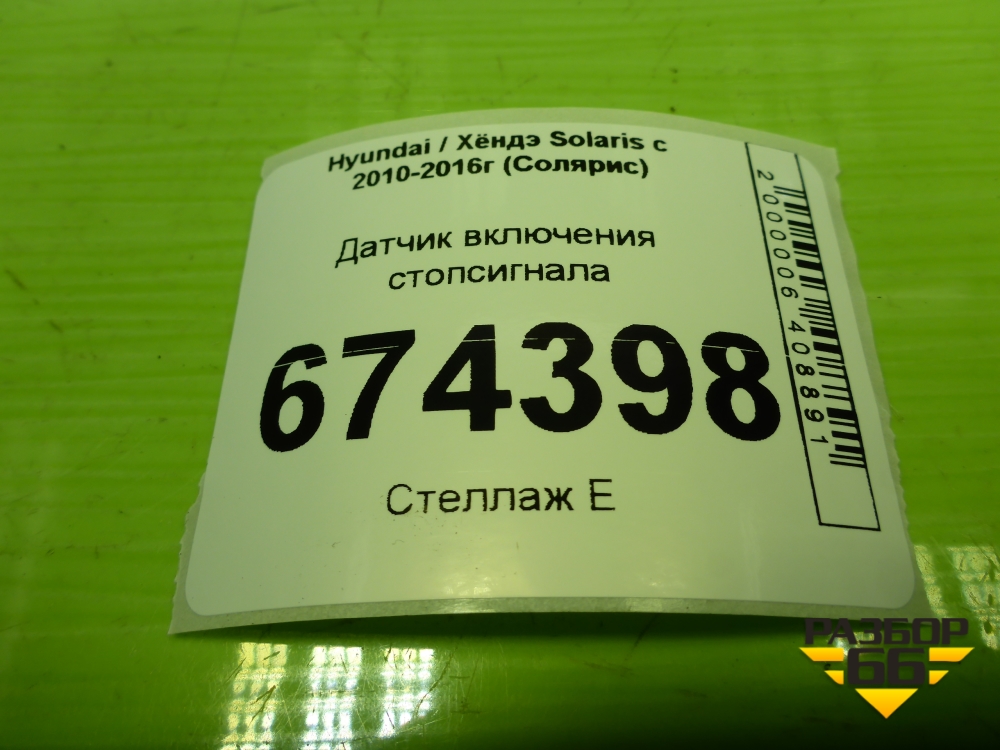 Hyundai / Хёндэ Solaris с
2010-2016г (Солярис)
Датчик включения
стопсигнала
674398
Стеллаж Е
2000006408891
РАЗБОР
66